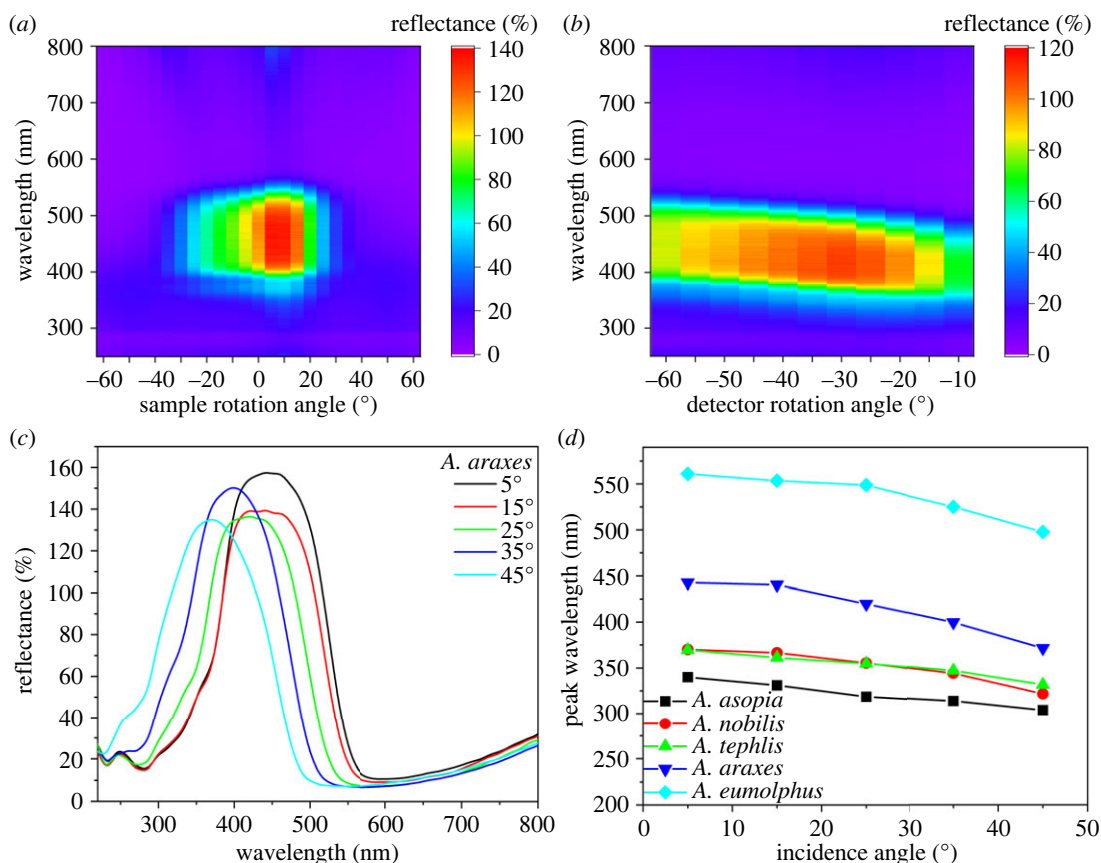 (a)
reflectance (%)
800
700
600
500
400
300
wavelength (nm)
–60 –40 –20 0 20 40 60
sample rotation angle (°)
140
120
100
80
60
40
20
0
(b)
reflectance (%)
800
700
600
500
400
300
wavelength (nm)
–60 –50 –40 –30 –20 –10
detector rotation angle (°)
120
100
80
60
40
20
0
(c)
160
140
120
100
80
60
40
20
0
reflectance (%)
A. araxes
5°
15°
25°
35°
45°
300 400 500 600 700 800
wavelength (nm)
(d)
550
500
450
400
350
300
250
200
peak wavelength (nm)
A. asopia
A. nobilis
A. tephlis
A. araxes
A. eumolphus
0 10 20 30 40 50
incidence angle (°)